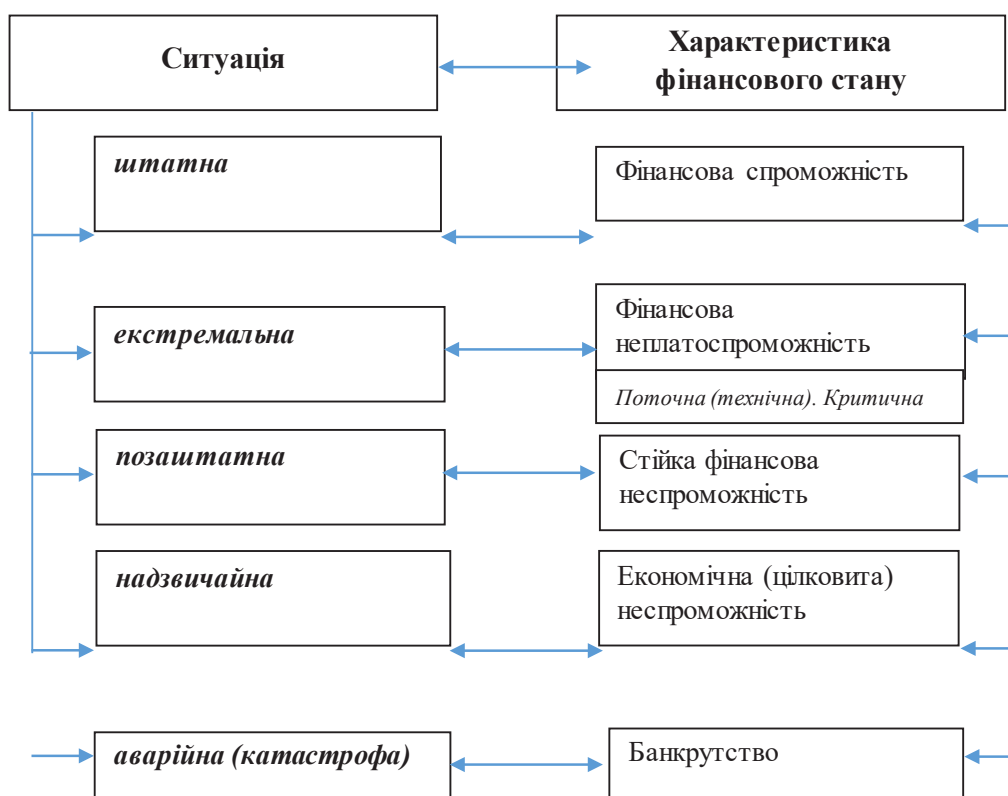 Ситуація
Характеристика
фінансового стану
штатна
Фінансова спроможність
екстремальна
Фінансова
неплатоспроможність
Поточна (технічна). Критична
позаштатна
Стійка фінансова
неспроможність
надзвичайна
Економічна (цілковита)
неспроможність
аварійна (катастрофа)
Банкрутство